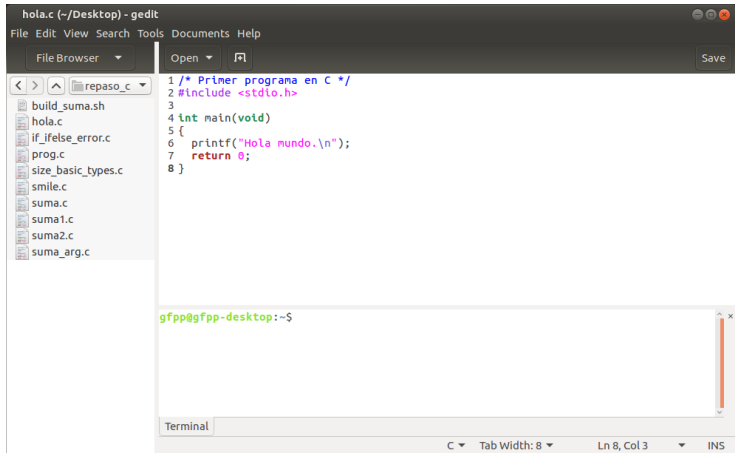 hola.c (~/Desktop) - gedit
File Edit View Search Tools Documents Help
File Browser Open Save
repaso_c
build_suma.sh
hola.c
if_ifelse_error.c
prog.c
size_basic_types.c
smile.c
suma.c
suma1.c
suma2.c
suma_arg.c
1 /* Primer programa en C */
2 #include <stdio.h>
3
4 int main(void)
5 {
6   printf("Hola mundo.\n");
7   return 0;
8 }
gfpp@gfpp-desktop:~$
Terminal
C Tab Width: 8 Ln 8, Col 3 INS